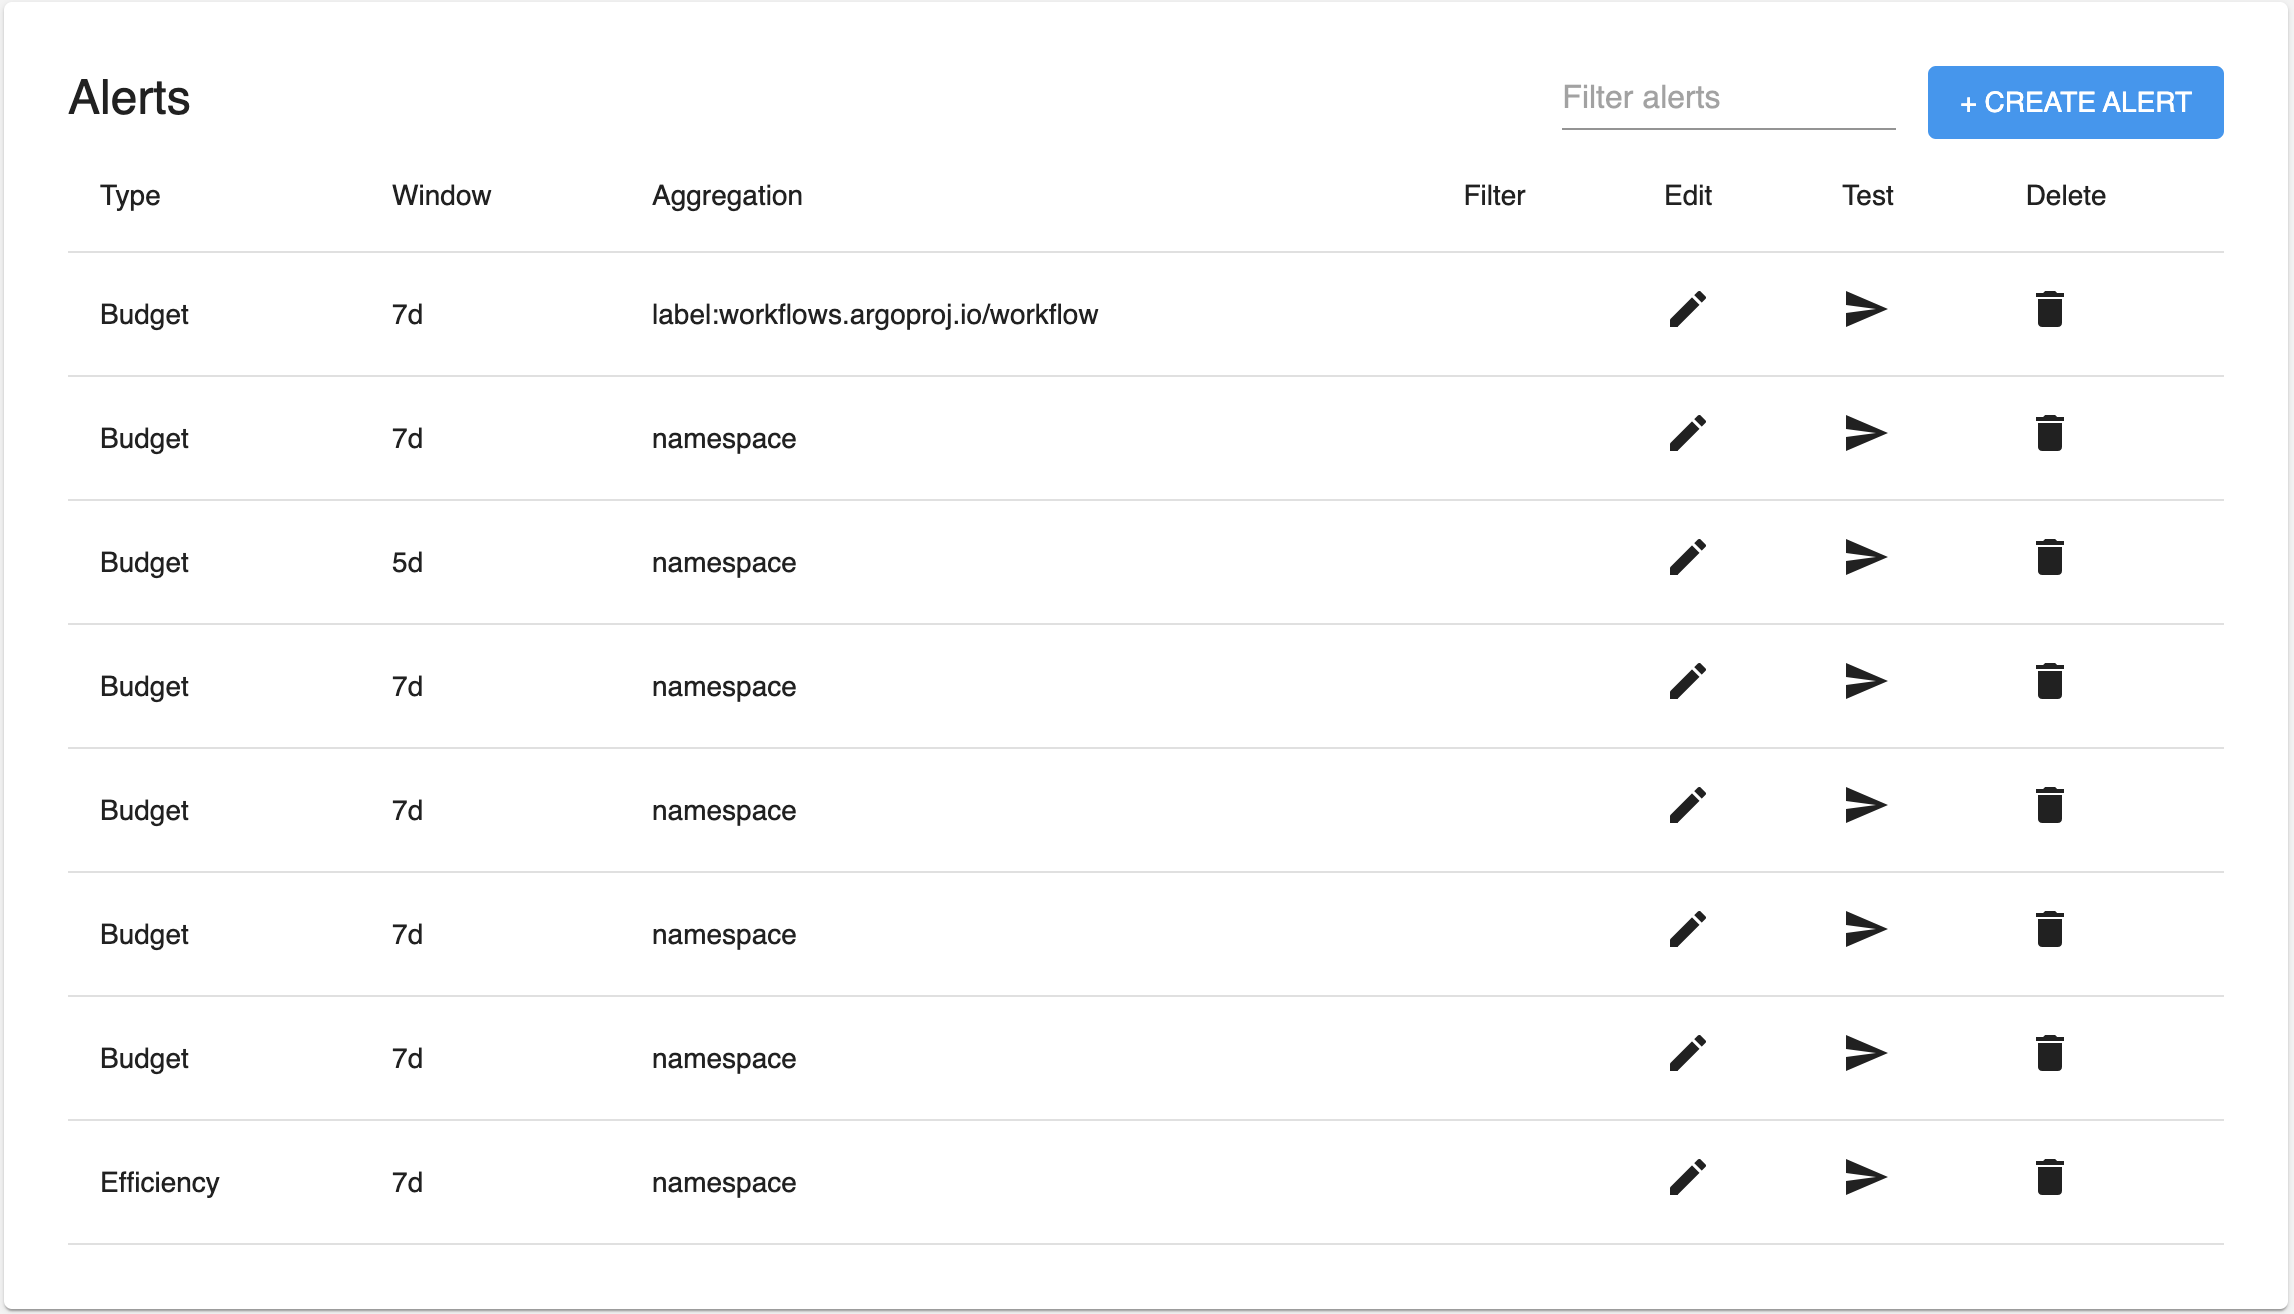 Alerts
Filter alerts
+ CREATE ALERT
Type Window Aggregation Filter Edit Test Delete
Budget 7d label:workflows.argoproj.io/workflow
Budget 7d namespace
Budget 5d namespace
Budget 7d namespace
Budget 7d namespace
Budget 7d namespace
Budget 7d namespace
Efficiency 7d namespace